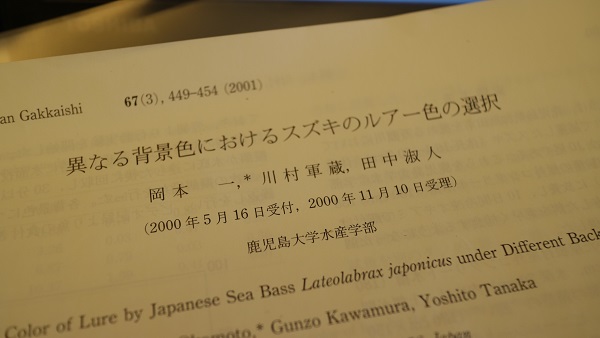 an Gakkaishi 67(3), 449-454 (2001)
異なる背景色におけるスズキのルアー色の選択
岡本 一,* 川村軍蔵, 田中淑人
(2000年5月16日受付, 2000年11月10日受理)
鹿児島大学水産学部
Color of Lure by Japanese Sea Bass Lateolabrax japonicus under Different Back
Gunzo Kawamura, Yoshito Tanaka
Japan